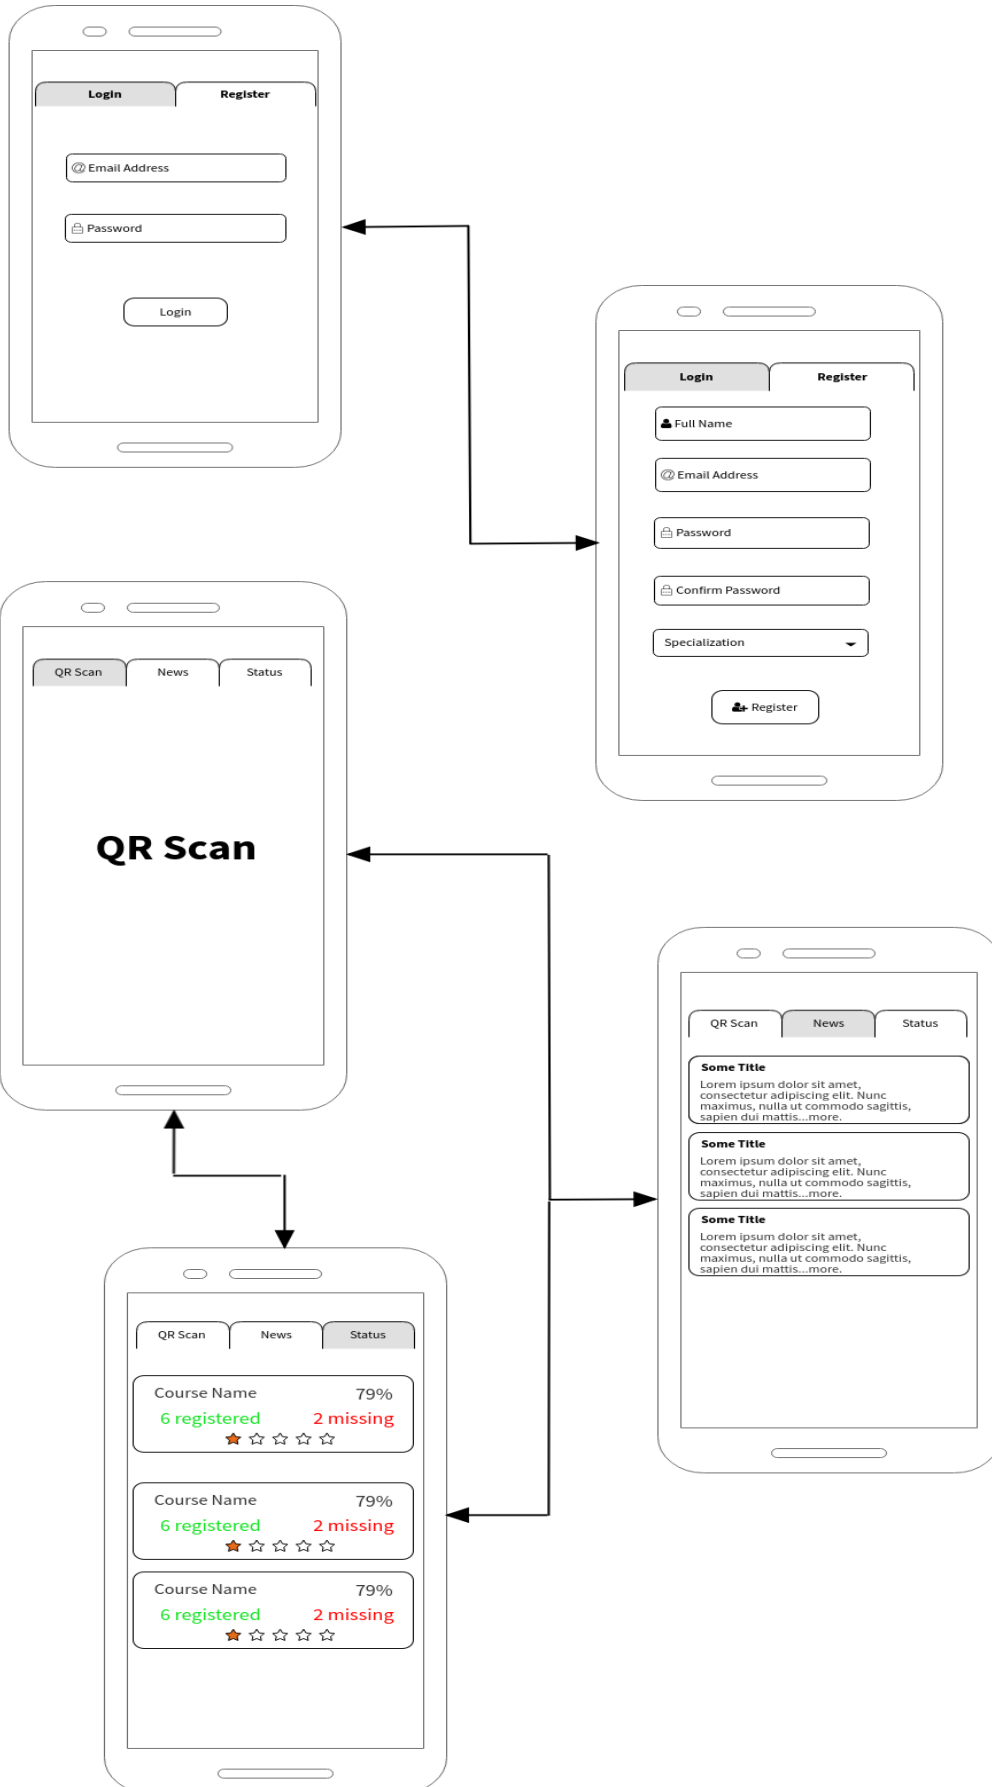 Login Register
@ Email Address
Password
Login
Login Register
Full Name
@ Email Address
Password
Confirm Password
Specialization
Register
QR Scan News Status
QR Scan
QR Scan News Status
Some Title
Lorem ipsum dolor sit amet,
consectetur adipiscing elit. Nunc
maximus, nulla ut commodo sagittis,
sapien dui mattis...more.
Some Title
Lorem ipsum dolor sit amet,
consectetur adipiscing elit. Nunc
maximus, nulla ut commodo sagittis,
sapien dui mattis...more.
Some Title
Lorem ipsum dolor sit amet,
consectetur adipiscing elit. Nunc
maximus, nulla ut commodo sagittis,
sapien dui mattis...more.
QR Scan News Status
Course Name 79%
6 registered 2 missing
Course Name 79%
6 registered 2 missing
Course Name 79%
6 registered 2 missing